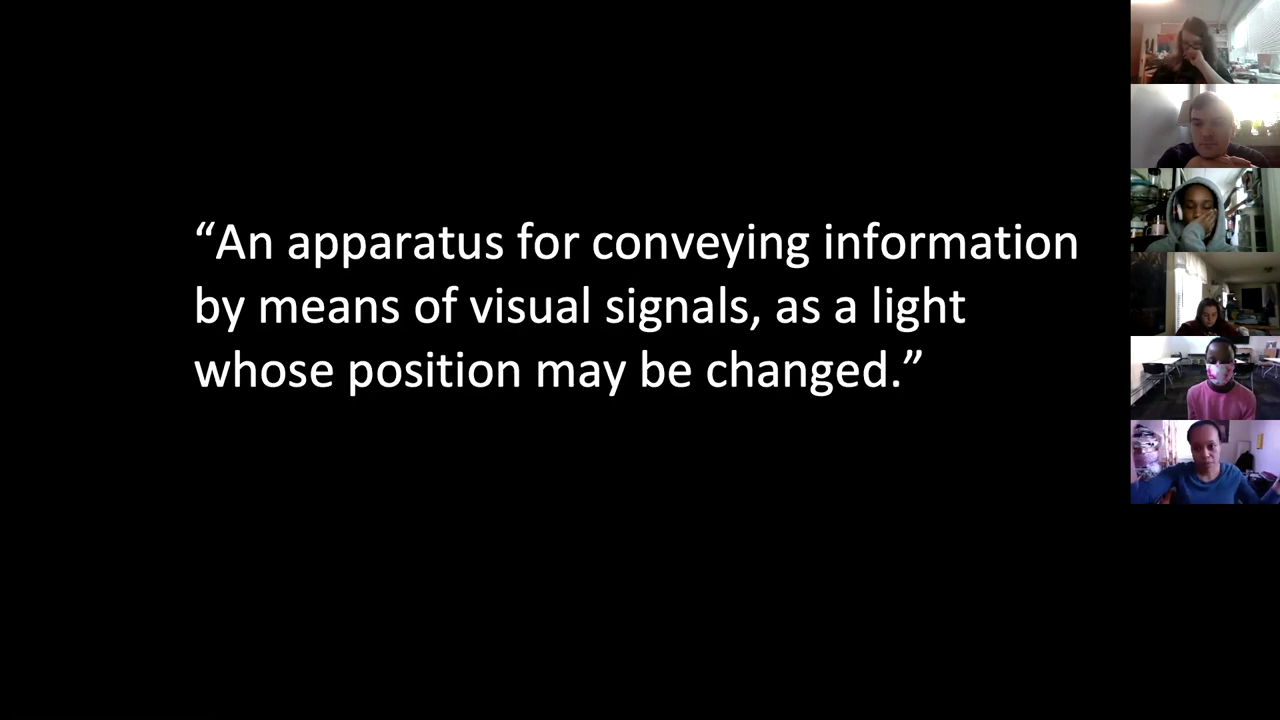 “An apparatus for conveying information
by means of visual signals, as a light
whose position may be changed.”